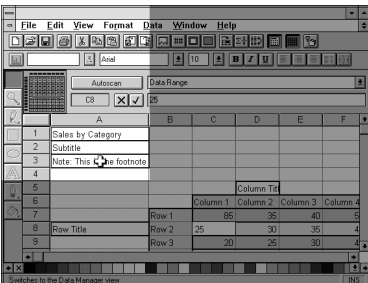 File Edit View Format Data Window Help
Arial 10 B I U
Autoscan Data Range
C8 25
A B C D E F
1 Sales by Category
2 Subtitle
3 Note: This footnote
4
5 Column Titl
6 Column 1 Column 2 Column 3 Column 4
7 Row 1 85 35 40 5
8 Row Title Row 2 25 30 35 4
9 Row 3 20 25 30 4
Switches to the Data Manager view INS